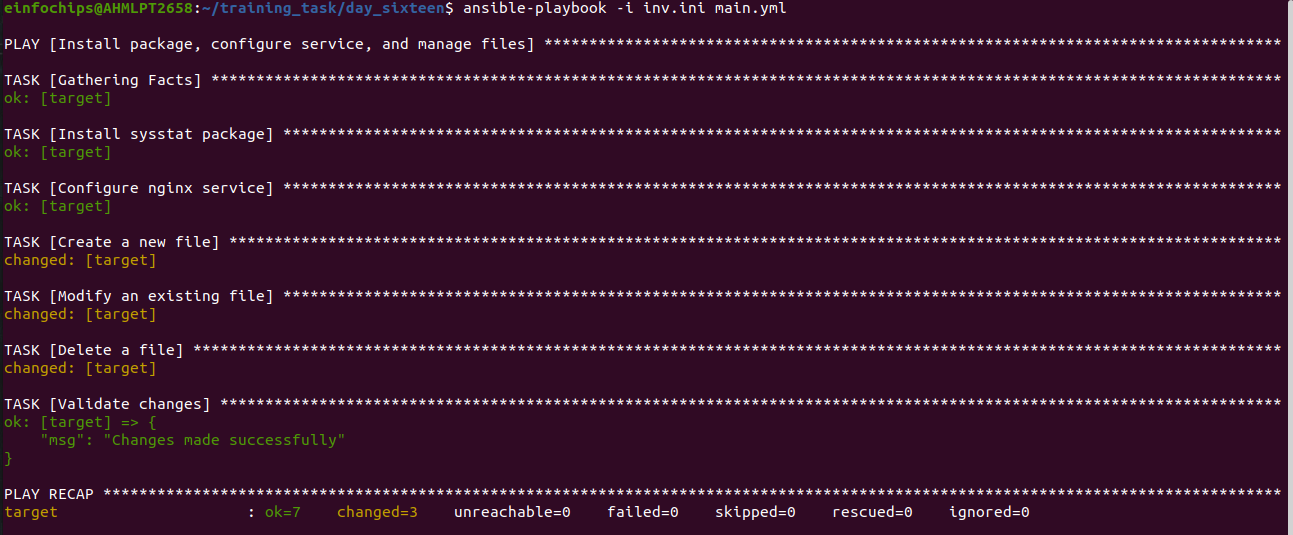 einfochips@AHMLPT2658:~/training_task/day_sixteen$ ansible-playbook -i inv.ini main.yml
PLAY [Install package, configure service, and manage files] **********************************************************************************
TASK [Gathering Facts] ***********************************************************************************************************************
ok: [target]
TASK [Install sysstat package] ***************************************************************************************************************
ok: [target]
TASK [Configure nginx service] ***************************************************************************************************************
ok: [target]
TASK [Create a new file] *********************************************************************************************************************
changed: [target]
TASK [Modify an existing file] ***************************************************************************************************************
changed: [target]
TASK [Delete a file] *************************************************************************************************************************
changed: [target]
TASK [Validate changes] **********************************************************************************************************************
ok: [target] => {
    "msg": "Changes made successfully"
}
PLAY RECAP ***********************************************************************************************************************************
target                     : ok=7    changed=3    unreachable=0    failed=0    skipped=0    rescued=0    ignored=0